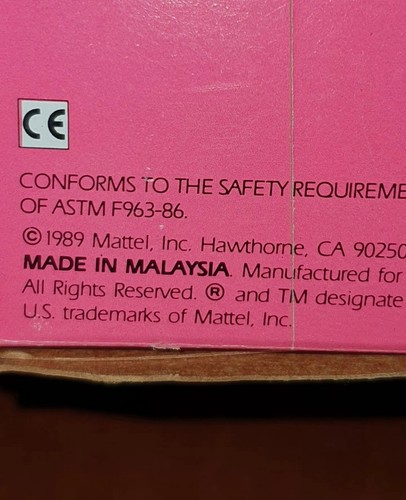 CE
CONFORMS TO THE SAFETY REQUIREME
OF ASTM F963-86.
©1989 Mattel, Inc. Hawthorne, CA 90250
MADE IN MALAYSIA. Manufactured for
All Rights Reserved. ® and TM designate
U.S. trademarks of Mattel, Inc.